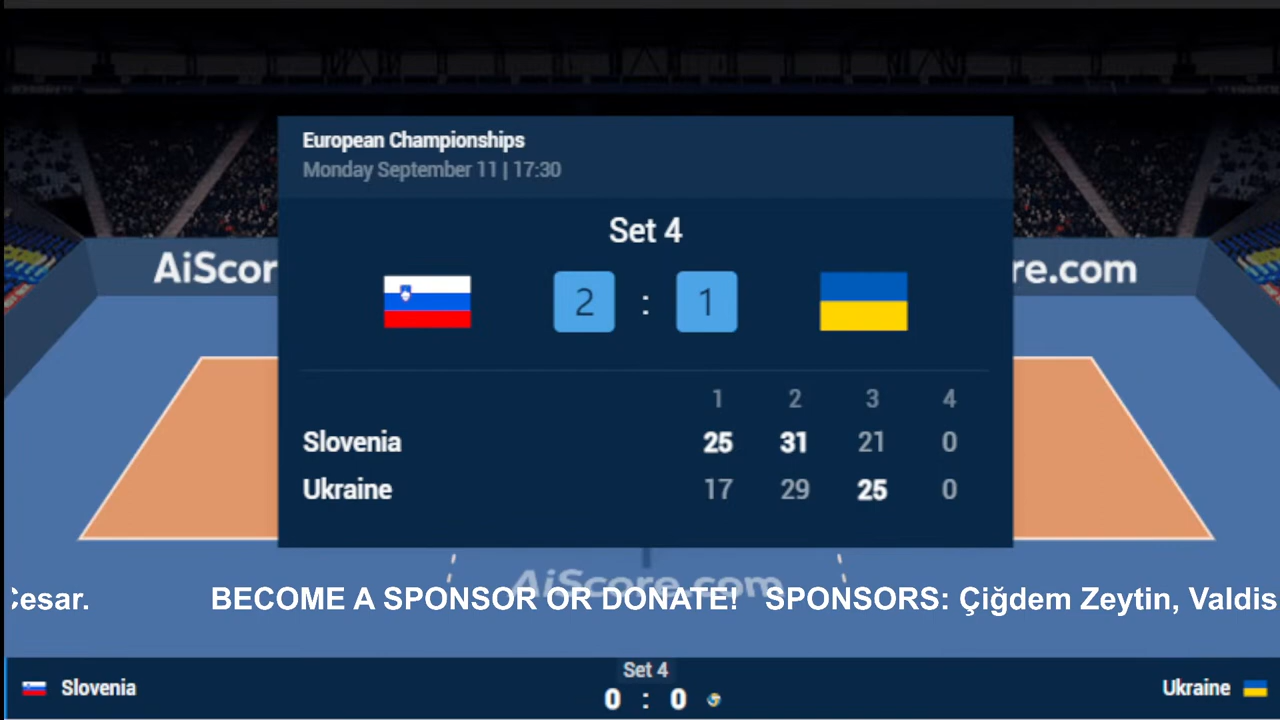 European Championships
Monday September 11 | 17:30
Set 4
AiScor
re.com
2 : 1
1 2 3 4
Slovenia 25 31 21 0
Ukraine 17 29 25 0
AiScore.com
Cesar. BECOME A SPONSOR OR DONATE! SPONSORS: Çiğdem Zeytin, Valdis
Set 4
Slovenia 0 : 0 Ukraine